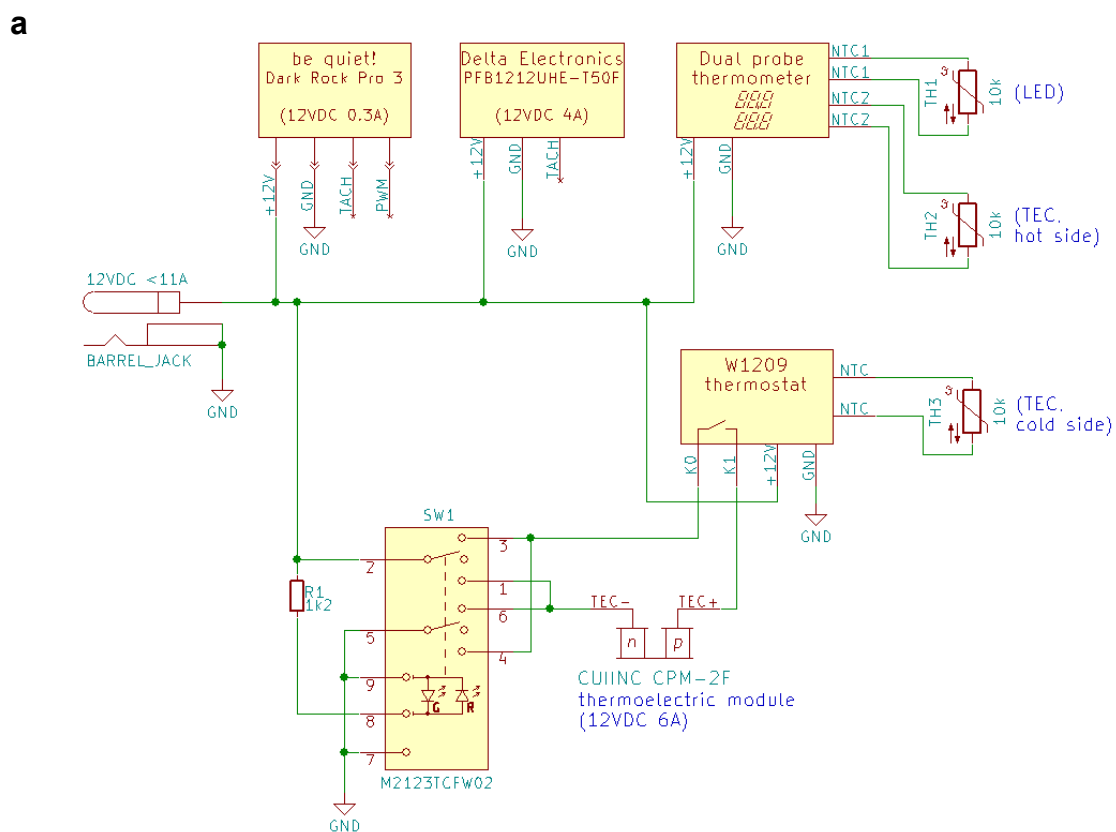 a
be quiet!
Dark Rock Pro 3
(12VDC 0.3A)
+12V
GND
TACH
PWM
GND
Delta Electronics
PFB1212UHE-T50F
(12VDC 4A)
+12V
GND
TACH
GND
Dual probe
thermometer
88.8
88.8
+12V
GND
GND
NTC1
NTC1
NTC2
NTC2
TH1
10k
(LED)
TH2
10k
(TEC,
hot side)
12VDC <11A
BARREL_JACK
GND
W1209
thermostat
NTC
NTC
K0
K1
+12V
GND
GND
TH3
10k
(TEC,
cold side)
SW1
2
5
9
8
7
3
1
6
4
G
R
M2123TCFW02
R1
1k2
GND
TEC-
TEC+
n
p
CUIINC CPM-2F
thermoelectric module
(12VDC 6A)